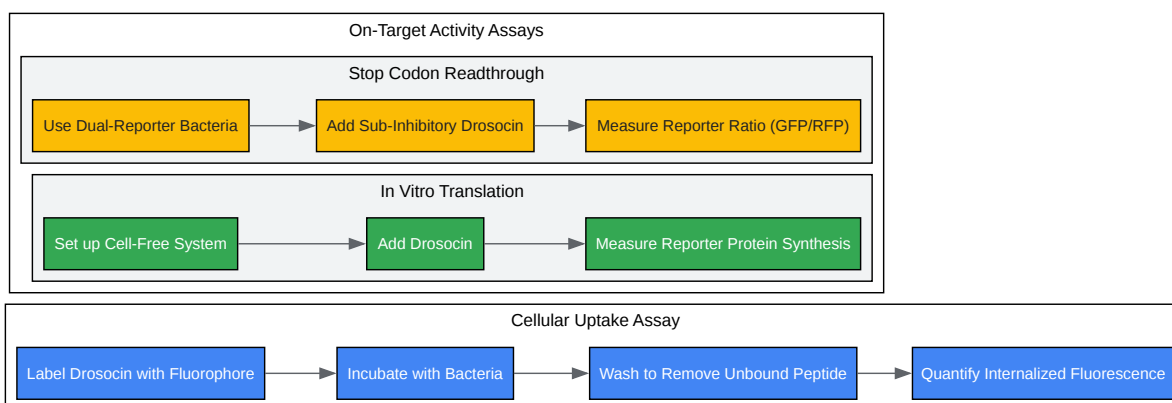 On-Target Activity Assays
Stop Codon Readthrough
Use Dual-Reporter Bacteria
Add Sub-Inhibitory Drosocin
Measure Reporter Ratio (GFP/RFP)
In Vitro Translation
Set up Cell-Free System
Add Drosocin
Measure Reporter Protein Synthesis
Cellular Uptake Assay
Label Drosocin with Fluorophore
Incubate with Bacteria
Wash to Remove Unbound Peptide
Quantify Internalized Fluorescence